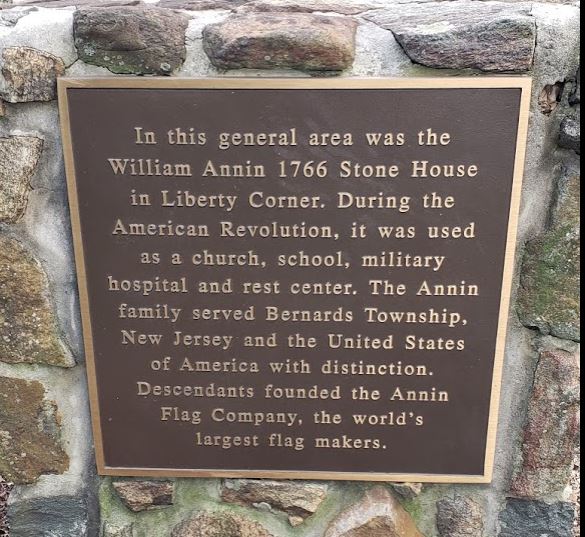 In this general area was the
William Annin 1766 Stone House
in Liberty Corner. During the
American Revolution, it was used
as a church, school, military
hospital and rest center. The Annin
family served Bernards Township,
New Jersey and the United States
of America with distinction.
Descendants founded the Annin
Flag Company, the world's
largest flag makers.